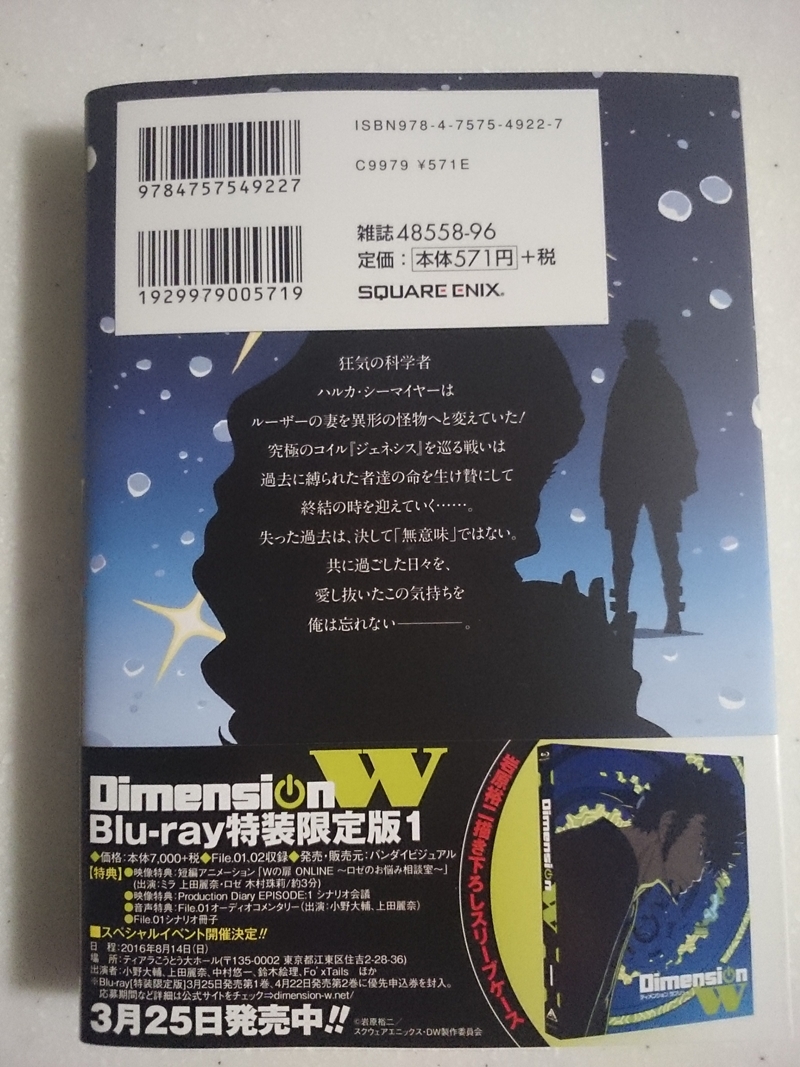 ISBN978-4-7575-4922-7
9784757549227
C9979 ¥571E
雑誌 48558-96
定価：本体571円＋税
1929979005719
SQUARE ENIX®
狂気の科学者
ハルカ・シーマイヤーは
ルーザーの妻を異形の怪物へと変えていた！
究極のコイル『ジェネシス』を巡る戦いは
過去に縛られた者達の命を生け贄にして
終結の時を迎えていく……。
失った過去は、決して「無意味」ではない。
共に過ごした日々を、
愛し抜いたこの気持ちを
俺は忘れない―――。
Dimension W
Blu-ray特装限定版1
◆価格：本体7,000+税◆File.01,02収録◆発売・販売元：バンダイビジュアル
【特典】●映像特典：短編アニメーション「Wの扉 ONLINE ～ロゼのお悩み相談室～」
(出演：ミラ 上田麗奈・ロゼ 木村珠莉/約3分)
●映像特典：Production Diary EPISODE:1 シナリオ会議
●音声特典：File.01オーディオコメンタリー（出演：小野大輔、上田麗奈）
●File.01シナリオ冊子
■スペシャルイベント開催決定!!
日　程：2016年8月14日(日)
場　所：ティアラこうとう大ホール(〒135-0002 東京都江東区住吉2-28-36)
出演者：小野大輔、上田麗奈、中村悠一、鈴木絵理、Fo'xTails　ほか
※Blu-ray[特装限定版]3月25日発売第1巻、4月22日発売第2巻に優先申込券を封入。
応募期間など詳細は公式サイトをチェック⇒dimension-w.net/
3月25日発売中!!
©岩原裕二／
スクウェアエニックス・DW製作委員会
岩原裕二描き下ろしスリーブケース
Dimension W
Dimension W
ディメンション ダブリュー